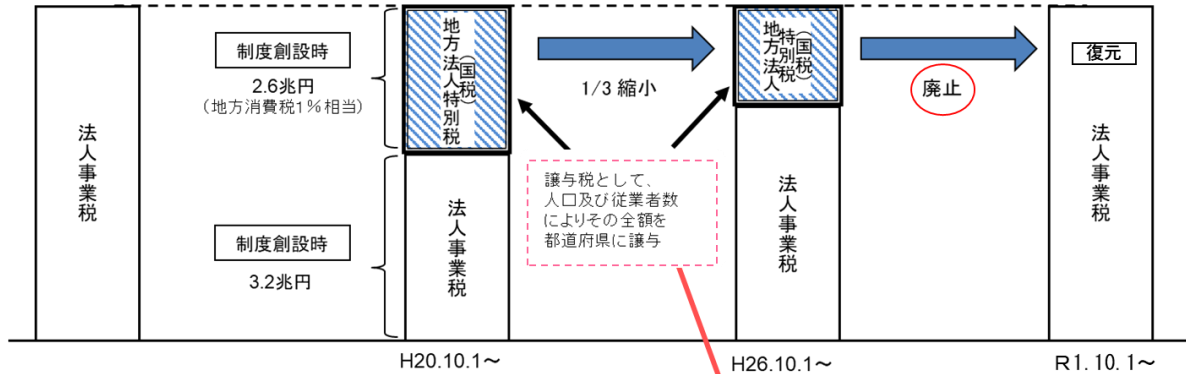 法人事業税
制度創設時
2.6兆円
(地方消費税1%相当)
制度創設時
3.2兆円
地方法人特別税
(国税)
法人事業税
H20.10.1～
1/3 縮小
譲与税として、
人口及び従業者数
によりその全額を
都道府県に譲与
地方法人
特別税
(国税)
法人事業税
H26.10.1～
廃止
復元
法人事業税
R1.10.1～